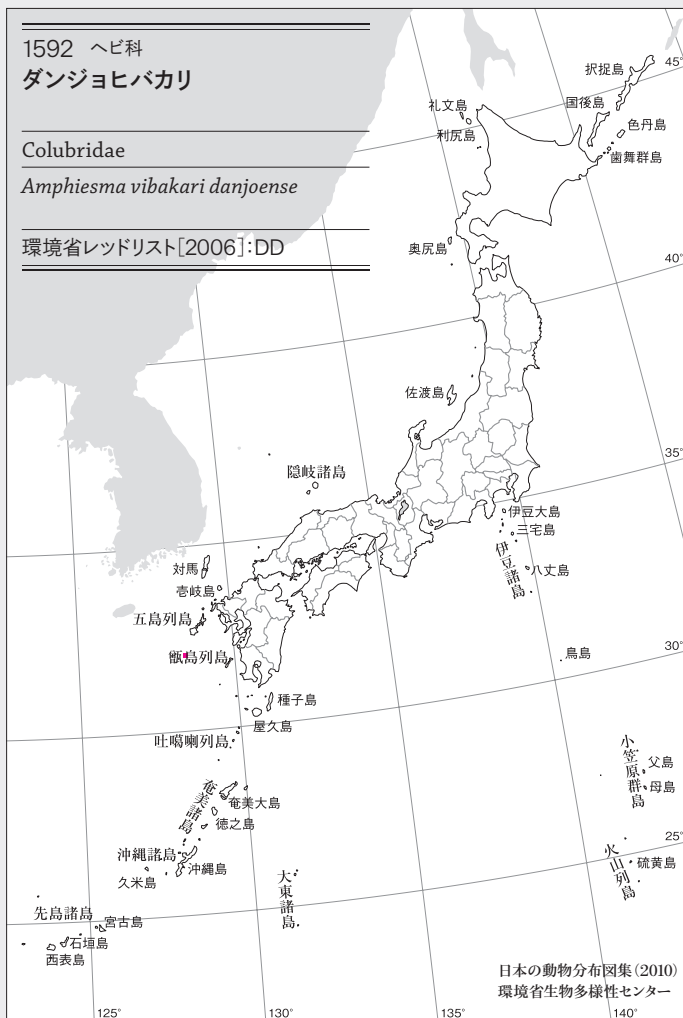 1592 ヘビ科
ダンジョヒバカリ
Colubridae
Amphiesma vibakari danjoense
環境省レッドリスト[2006]:DD
45°
択捉島
礼文島
国後島
利尻島
色丹島
歯舞群島
奥尻島
40°
佐渡島
35°
隠岐諸島
伊豆大島
三宅島
伊豆諸島
八丈島
対馬
壱岐島
五島列島
甑島列島
鳥島
30°
種子島
屋久島
吐噶喇列島
小笠原群島
父島
母島
奄美諸島
奄美大島
徳之島
25°
沖縄諸島
沖縄島
久米島
火山列島
硫黄島
大東諸島
先島諸島
宮古島
石垣島
西表島
日本の動物分布図集(2010)
環境省生物多様性センター
125°
130°
135°
140°